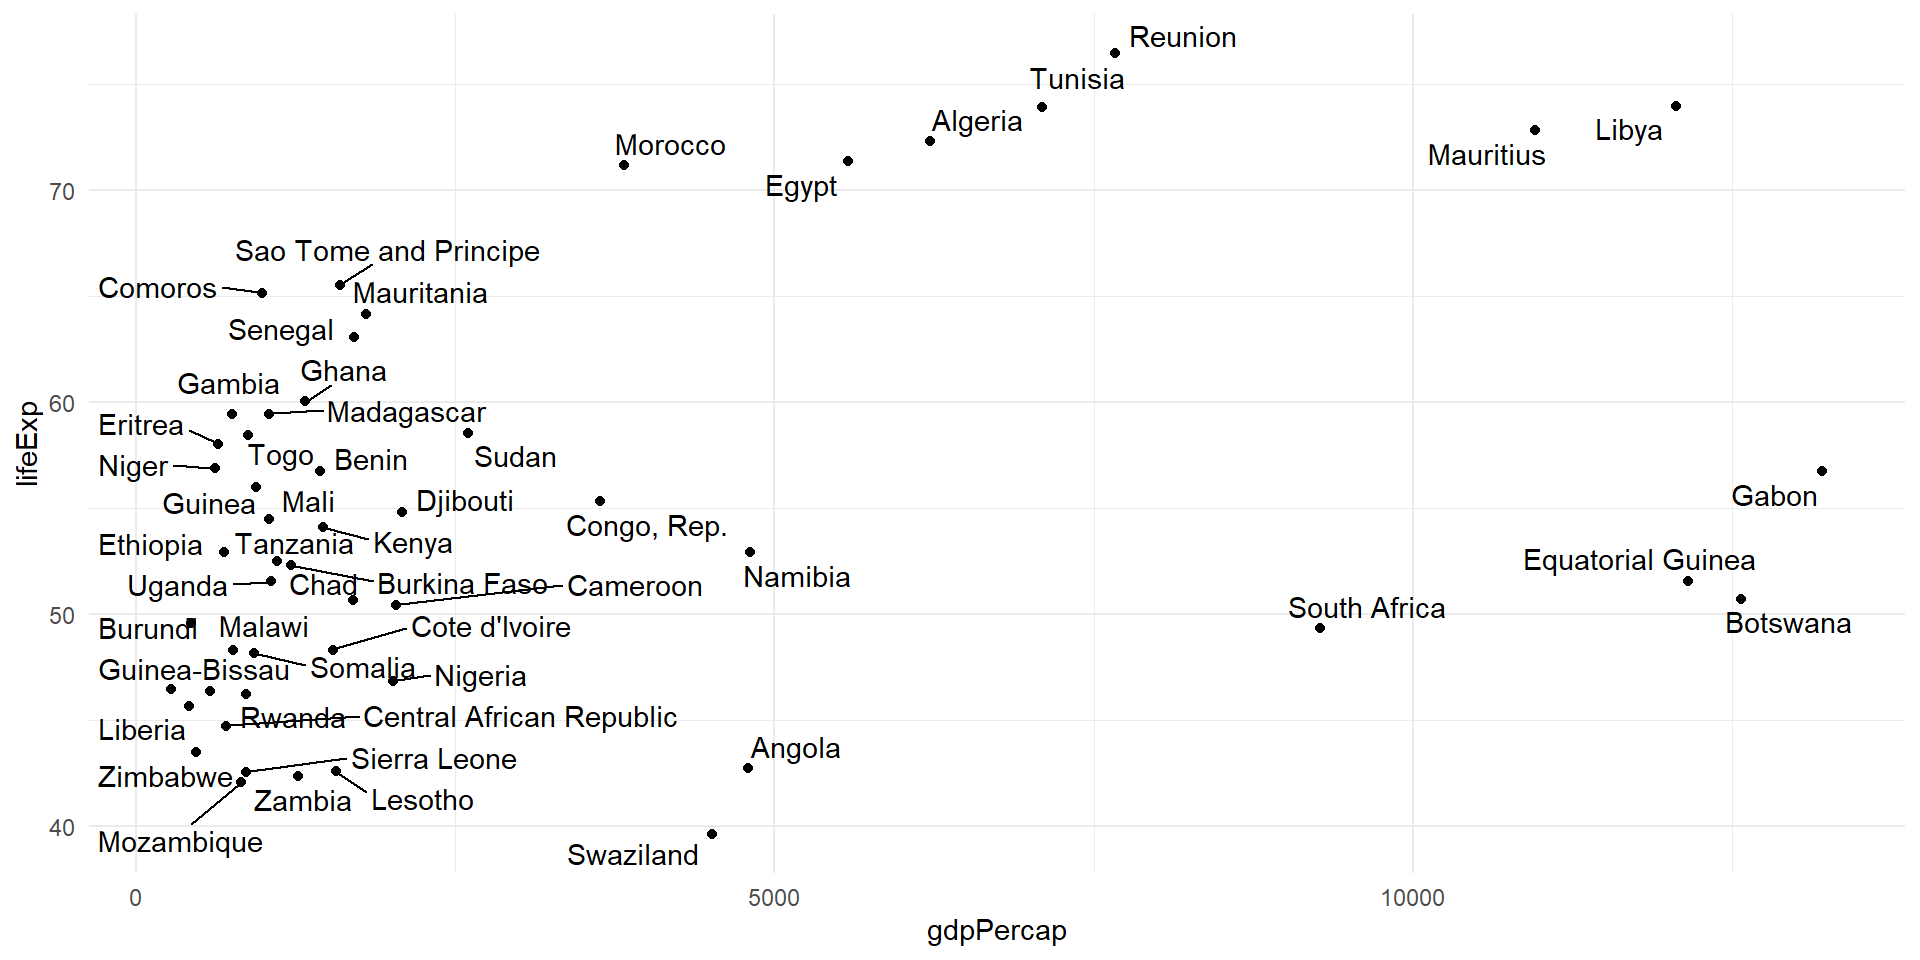 Reunion
Tunisia
Algeria
Libya
Morocco
Mauritius
Egypt
70
Sao Tome and Principe
Comoros
Mauritania
Senegal
Ghana
Gambia
60
Madagascar
Eritrea
lifeExp
Togo
Benin
Sudan
Niger
Gabon
Guinea
Mali
Djibouti
Congo, Rep.
Ethiopia
Tanzania
Kenya
Equatorial Guinea
Namibia
Uganda
Chad
Burkina Faso
Cameroon
50
South Africa
Botswana
Burundi
Malawi
Cote d'Ivoire
Guinea-Bissau
Somalia
Nigeria
Rwanda
Central African Republic
Liberia
Angola
Sierra Leone
Zimbabwe
Zambia
Lesotho
40
Mozambique
Swaziland
0
5000
10000
gdpPercap